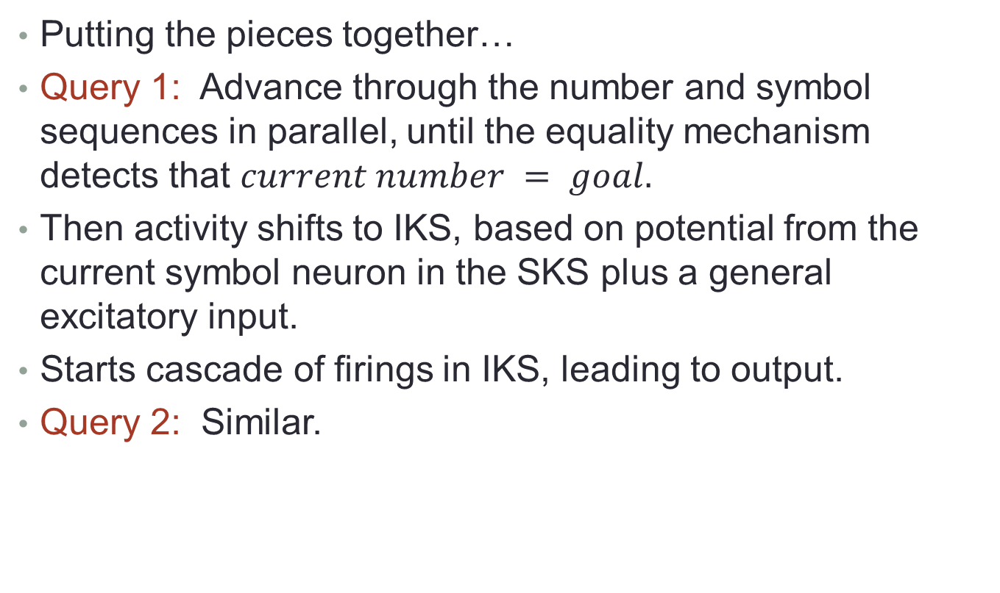 • Putting the pieces together…
• Query 1: Advance through the number and symbol
sequences in parallel, until the equality mechanism
detects that current number = goal.
• Then activity shifts to IKS, based on potential from the
current symbol neuron in the SKS plus a general
excitatory input.
• Starts cascade of firings in IKS, leading to output.
• Query 2: Similar.